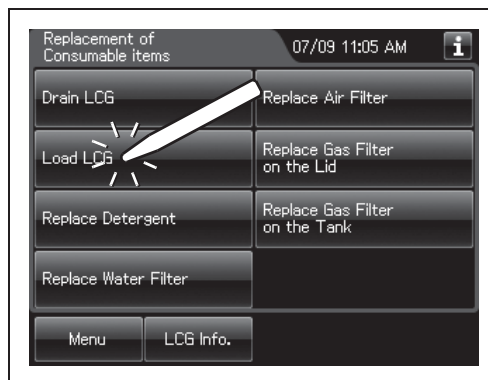 Replacement of
Consumable items
07/09 11:05 AM
i
Drain LCG
Replace Air Filter
Load LCG
Replace Gas Filter
on the Lid
Replace Detergent
Replace Gas Filter
on the Tank
Replace Water Filter
Menu
LCG Info.